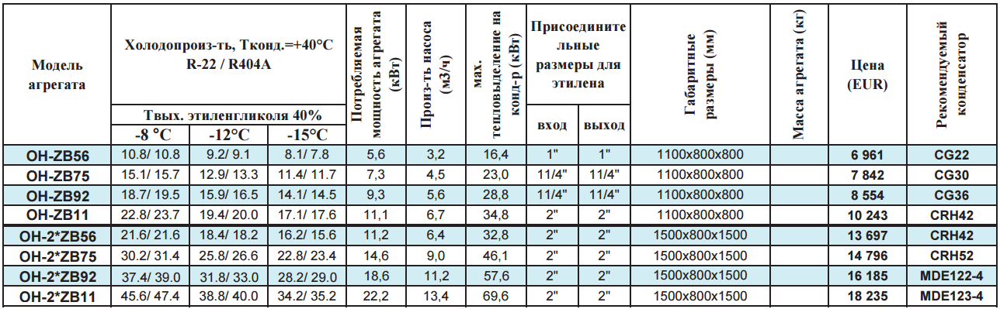 Модель
агрегата
Холодопроиз-ть, Tконд.=+40°C
R-22 / R404A
Твых. этиленгликоля 40%
-8 °C -12°C -15°C
Потребляемая
мощность агрегата
(кВт)
Произ-ть насоса
(м3/ч)
мах.
тепловыделение на
конд-р (кВт)
Присоедините
льные
размеры для
этилена
вход выход
Габаритные
размеры (мм)
Масса агрегата (кг)
Цена
(EUR)
Рекомендуемый
конденсатор
OH-ZB56 10.8/ 10.8 9.2/ 9.1 8.1/ 7.8 5,6 3,2 16,4 1" 1" 1100x800x800 6 961 CG22
OH-ZB75 15.1/ 15.7 12.9/ 13.3 11.4/ 11.7 7,3 4,5 23,0 11/4" 11/4" 1100x800x800 7 842 CG30
OH-ZB92 18.7/ 19.5 15.9/ 16.5 14.1/ 14.5 9,3 5,6 28,8 11/4" 11/4" 1100x800x800 8 554 CG36
OH-ZB11 22.8/ 23.7 19.4/ 20.0 17.1/ 17.6 11,1 6,7 34,8 2" 2" 1100x800x800 10 243 CRH42
OH-2*ZB56 21.6/ 21.6 18.4/ 18.2 16.2/ 15.6 11,2 6,4 32,8 2" 2" 1500x800x1500 13 697 CRH42
OH-2*ZB75 30.2/ 31.4 25.8/ 26.6 22.8/ 23.4 14,6 9,0 46,1 2" 2" 1500x800x1500 14 796 CRH52
OH-2*ZB92 37.4/ 39.0 31.8/ 33.0 28.2/ 29.0 18,6 11,2 57,6 2" 2" 1500x800x1500 16 185 MDE122-4
OH-2*ZB11 45.6/ 47.4 38.8/ 40.0 34.2/ 35.2 22,2 13,4 69,6 2" 2" 1500x800x1500 18 235 MDE123-4